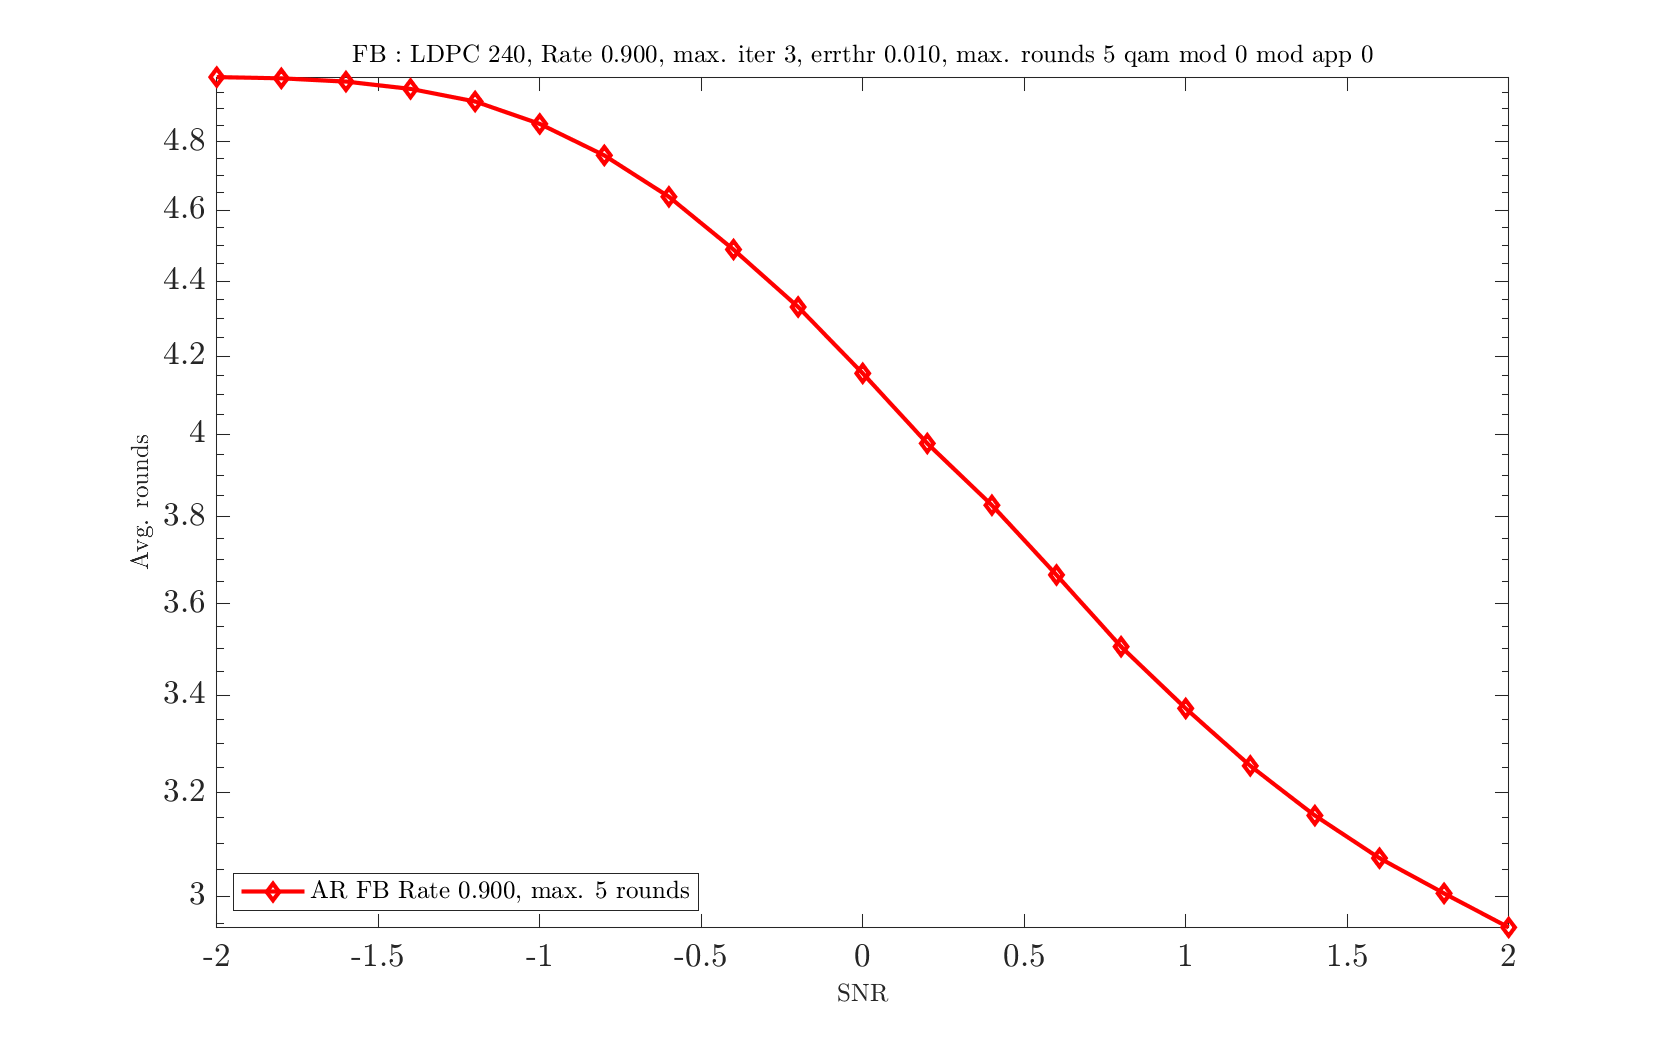 FB : LDPC 240, Rate 0.900, max. iter 3, errthr 0.010, max. rounds 5 qam mod 0 mod app 0
4.8
4.6
4.4
4.2
4
3.8
3.6
3.4
3.2
3
Avg. rounds
AR FB Rate 0.900, max. 5 rounds
-2 -1.5 -1 -0.5 0 0.5 1 1.5 2
SNR